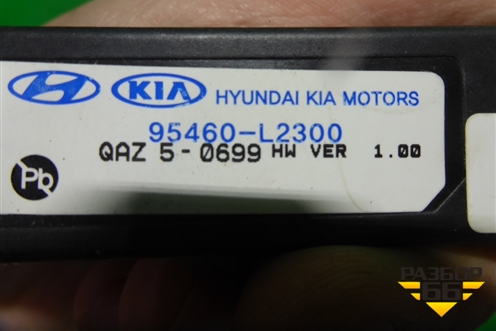 KIA HYUNDAI KIA MOTORS
95460-L2300
QAZ 5-0699 HW VER 1.00
Pb
РАЗБОР
66